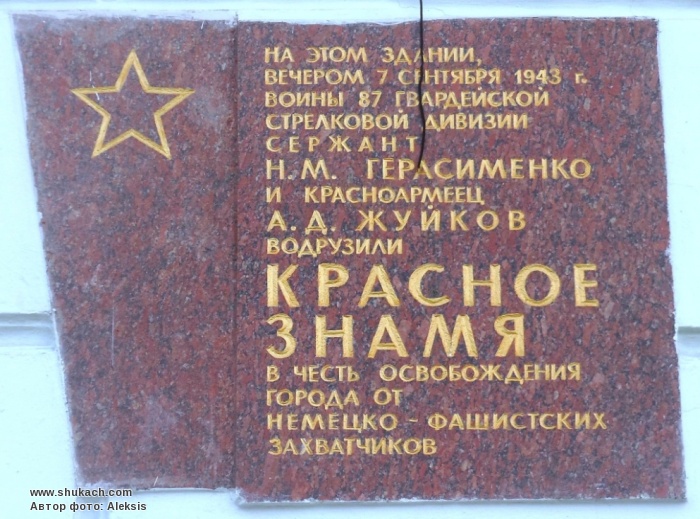 НА ЭТОМ ЗДАНИИ,
ВЕЧЕРОМ 7 СЕНТЯБРЯ 1943 г.
ВОИНЫ 87 ГВАРДЕЙСКОЙ
СТРЕЛКОВОЙ ДИВИЗИИ
СЕРЖАНТ
Н.М. ГЕРАСИМЕНКО
И КРАСНОАРМЕЕЦ
А.Д. ЖУЙКОВ
ВОДРУЗИЛИ
КРАСНОЕ
ЗНАМЯ
В ЧЕСТЬ ОСВОБОЖДЕНИЯ
ГОРОДА ОТ
НЕМЕЦКО - ФАШИСТСКИХ
ЗАХВАТЧИКОВ
www.shukach.com
Автор фото: Aleksis